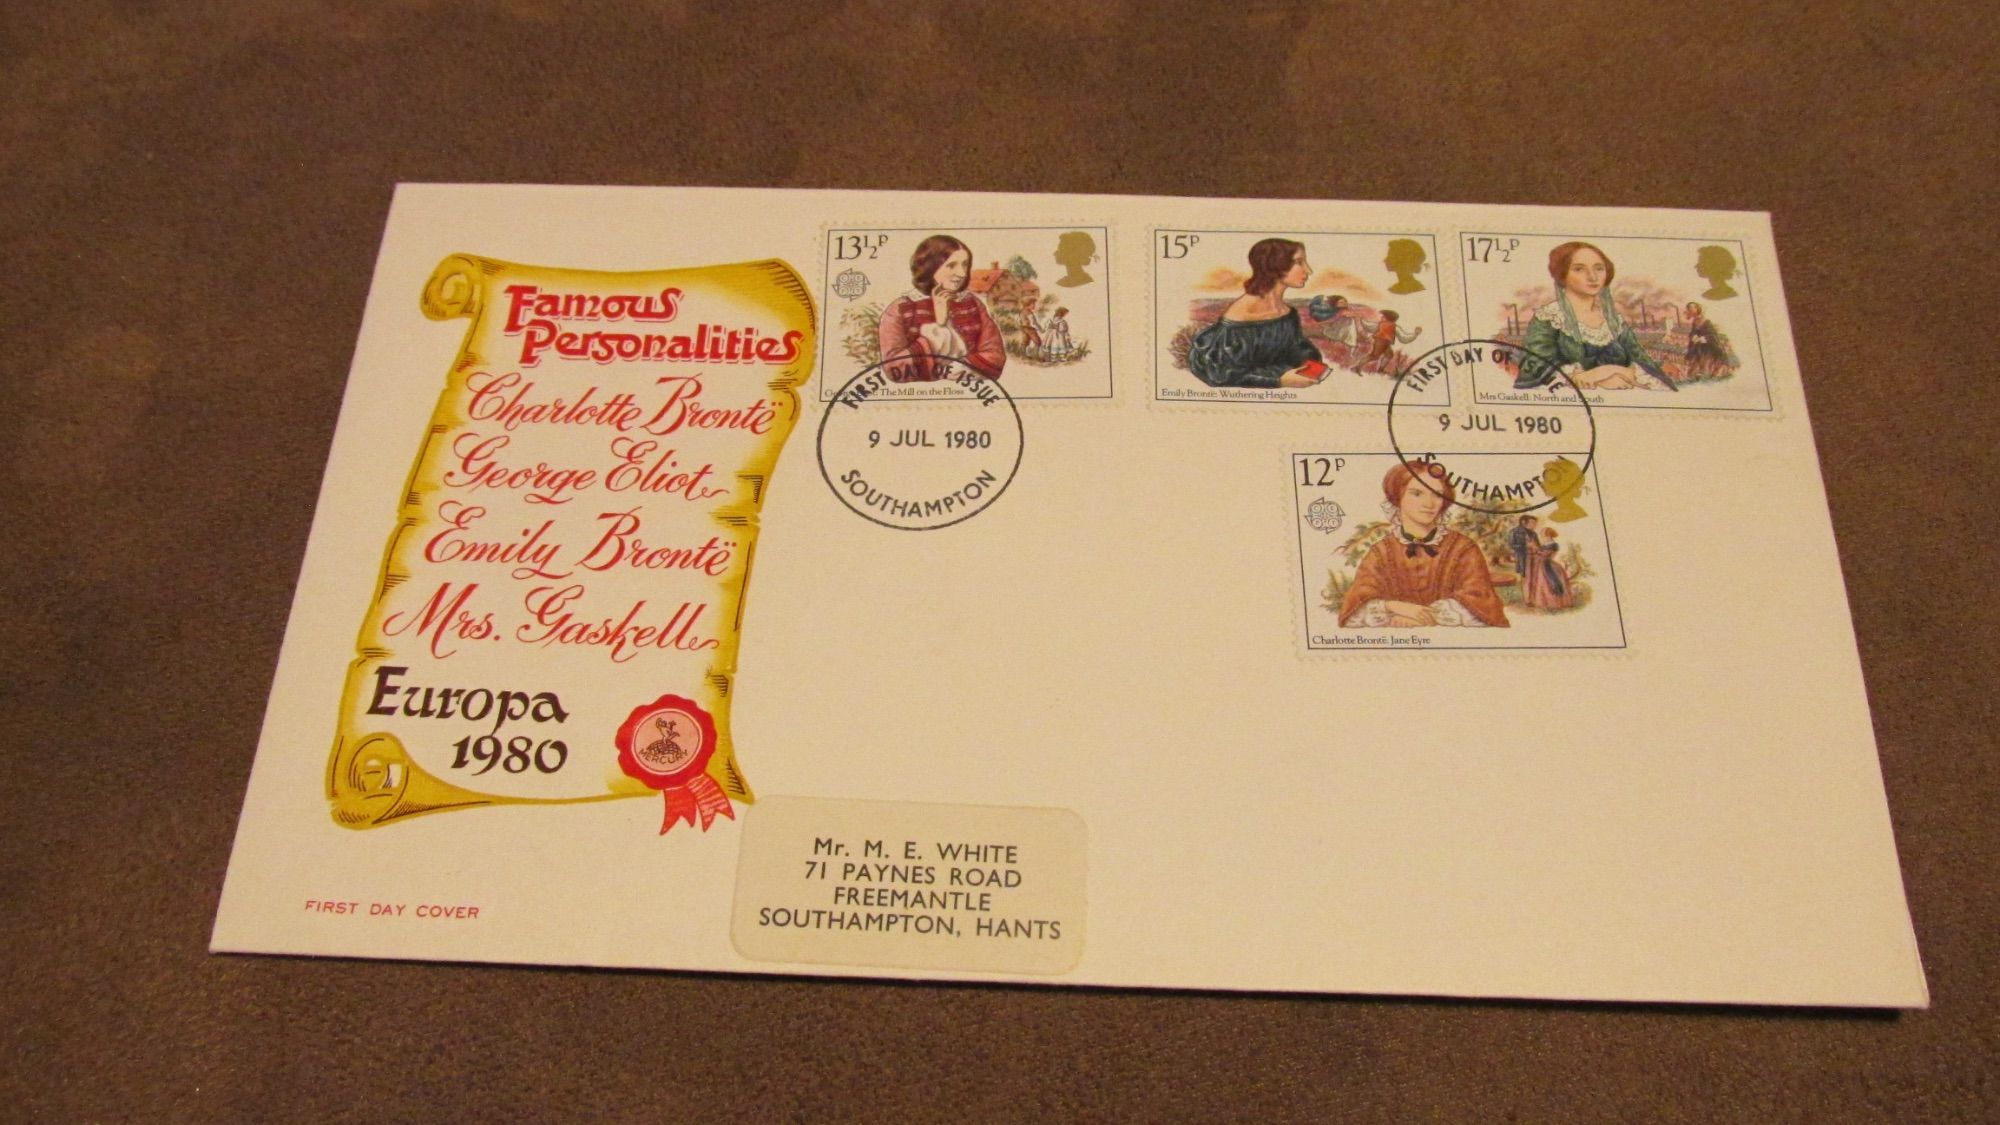 Famous
Personalities
Charlotte Brontë
George Eliot
Emily Brontë
Mrs. Gaskell
Europa
1980
MERCURY
FIRST DAY COVER
13½P
The Mill on the Floss
15P
Emily Brontë: Wuthering Heights
17½P
Mrs Gaskell: North and South
12P
Charlotte Brontë: Jane Eyre
FIRST DAY OF ISSUE
9 JUL 1980
SOUTHAMPTON
FIRST DAY OF ISSUE
9 JUL 1980
SOUTHAMPTON
Mr. M. E. WHITE
71 PAYNES ROAD
FREEMANTLE
SOUTHAMPTON, HANTS